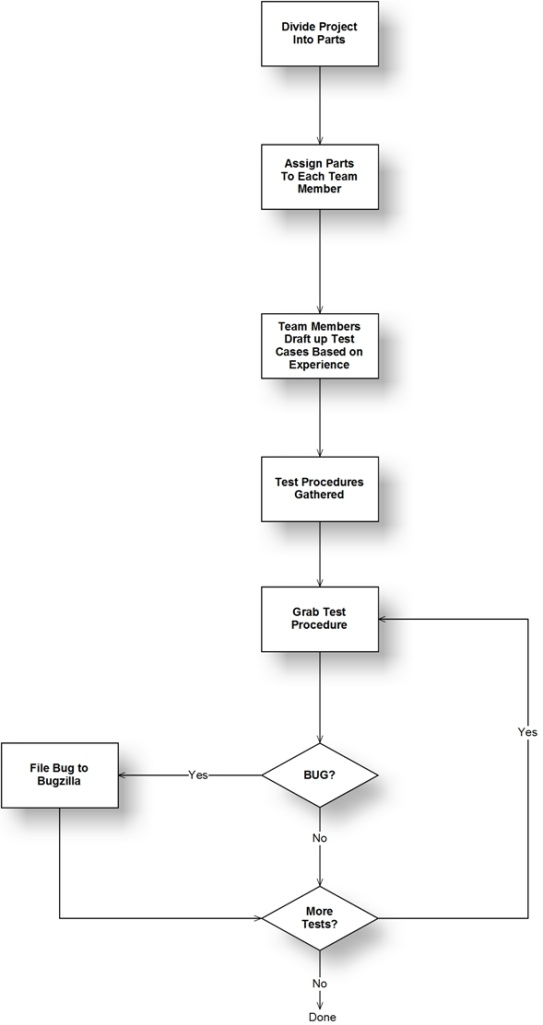 Divide Project
Into Parts
Assign Parts
To Each Team
Member
Team Members
Draft up Test
Cases Based on
Experience
Test Procedures
Gathered
Grab Test
Procedure
Yes
File Bug to
Bugzilla
Yes
BUG?
No
More
Tests?
No
Done